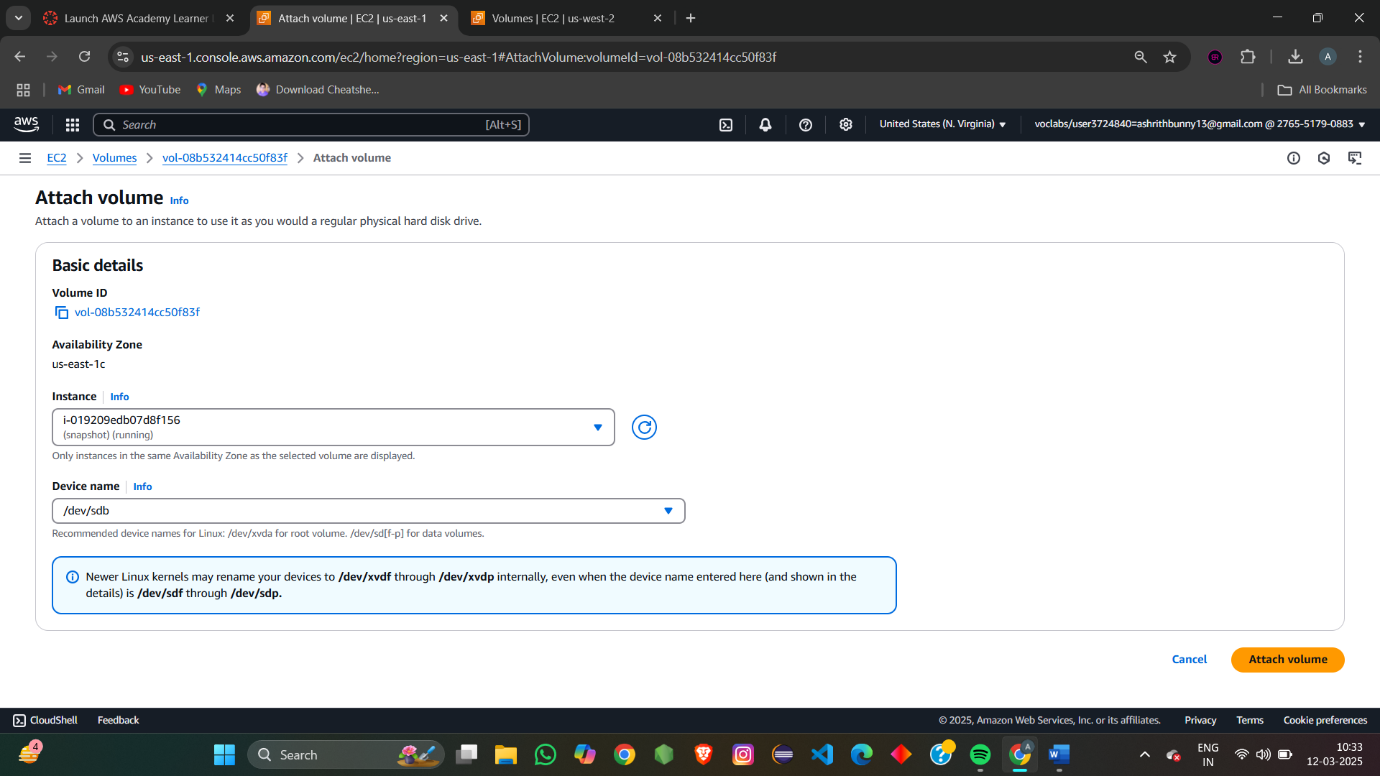 Launch AWS Academy Learner
Attach volume | EC2 | us-east-1
Volumes | EC2 | us-west-2
us-east-1.console.aws.amazon.com/ec2/home?region=us-east-1#AttachVolume:volumeId=vol-08b532414cc50f83f
A
Gmail
YouTube
Maps
Download Cheatshe...
All Bookmarks
aws
Search
[Alt+S]
United States (N. Virginia)
voclabs/user3724840=ashrithbunny13@gmail.com @ 2765-5179-0883
EC2
Volumes
vol-08b532414cc50f83f
Attach volume
Attach volume Info
Attach a volume to an instance to use it as you would a regular physical hard disk drive.
Basic details
Volume ID
vol-08b532414cc50f83f
Availability Zone
us-east-1c
Instance Info
i-019209edb07d8f156
(snapshot) (running)
Only instances in the same Availability Zone as the selected volume are displayed.
Device name Info
/dev/sdb
Recommended device names for Linux: /dev/xvda for root volume. /dev/sd[f-p] for data volumes.
Newer Linux kernels may rename your devices to /dev/xvdf through /dev/xvdp internally, even when the device name entered here (and shown in the
details) is /dev/sdf through /dev/sdp.
Cancel
Attach volume
CloudShell
Feedback
© 2025, Amazon Web Services, Inc. or its affiliates.
Privacy
Terms
Cookie preferences
4
Search
A
ENG
IN
10:33
12-03-2025